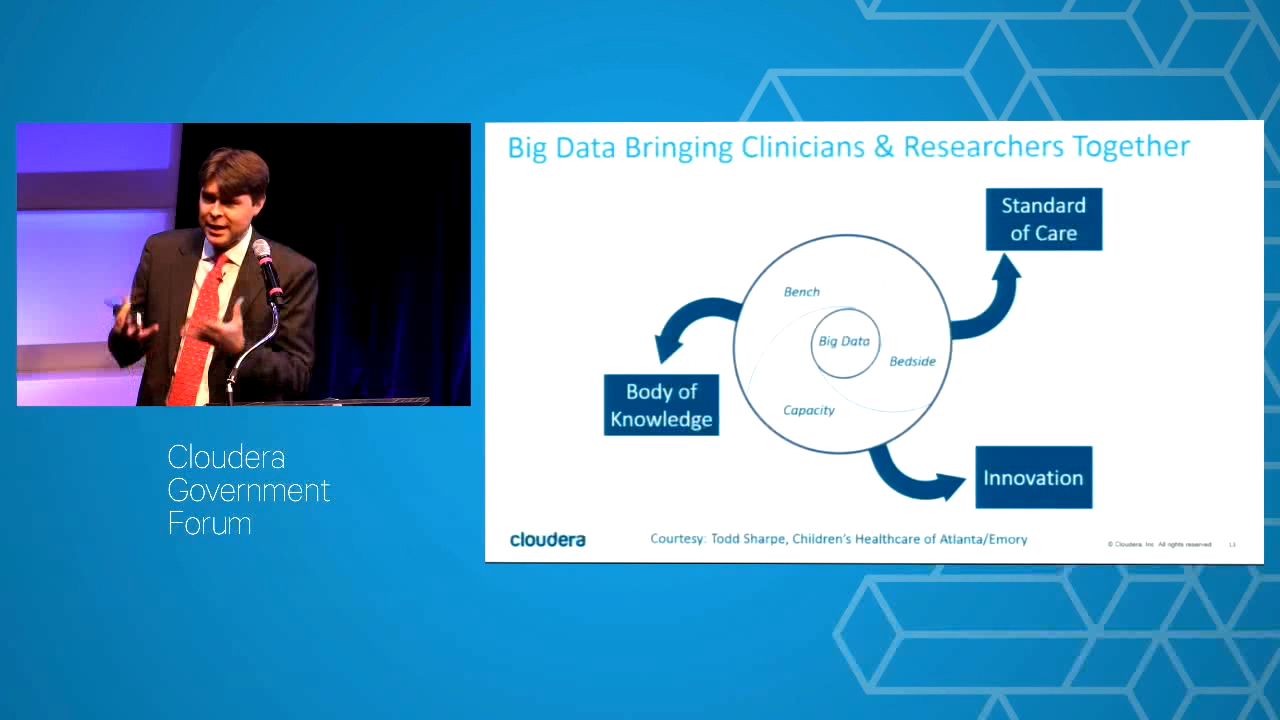 Big Data Bringing Clinicians & Researchers Together
Standard
of Care
Bench
Big Data
Bedside
Capacity
Body of
Knowledge
Innovation
cloudera
Courtesy: Todd Sharpe, Children's Healthcare of Atlanta/Emory
© Cloudera, Inc. All rights reserved.
13
Cloudera
Government
Forum